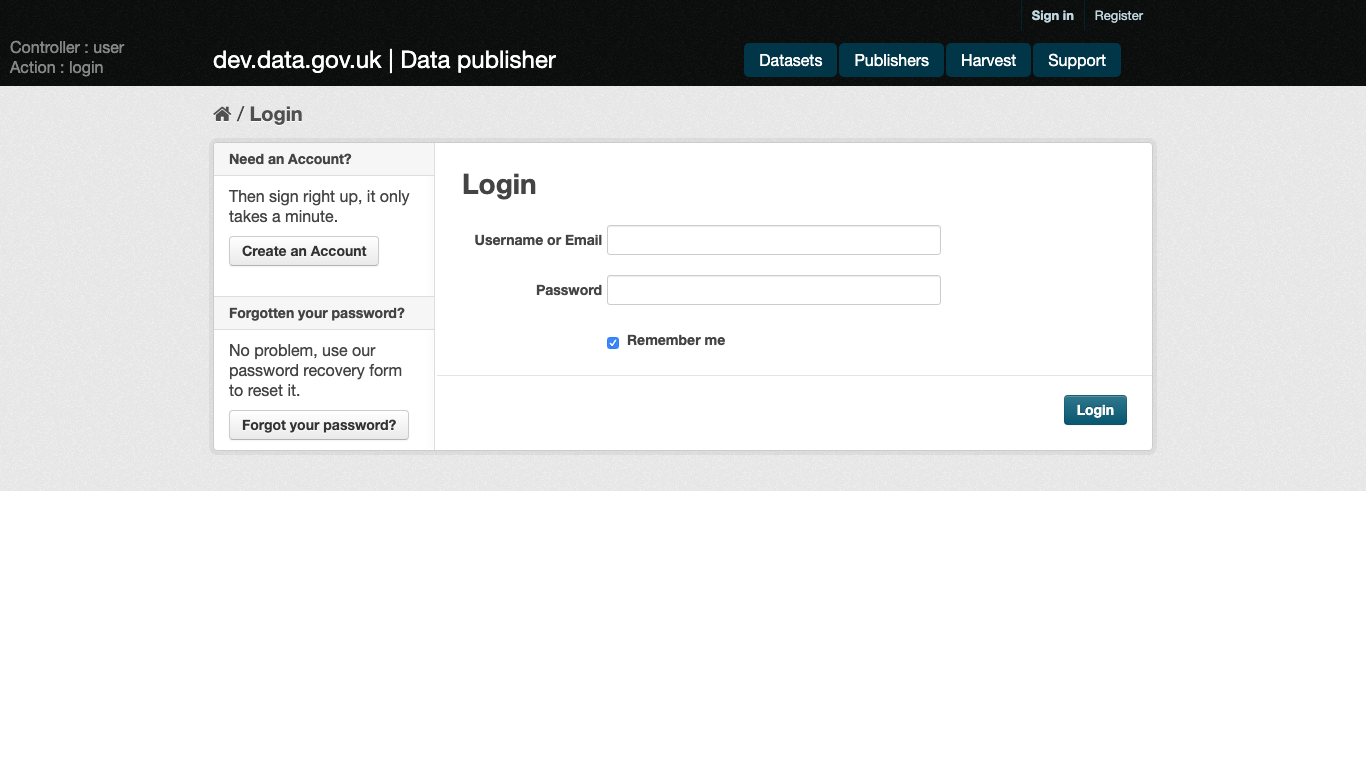 Sign in
Register
Controller : user
Action : login
dev.data.gov.uk | Data publisher
Datasets
Publishers
Harvest
Support
/ Login
Need an Account?
Then sign right up, it only
takes a minute.
Create an Account
Forgotten your password?
No problem, use our
password recovery form
to reset it.
Forgot your password?
Login
Username or Email
Password
Remember me
Login